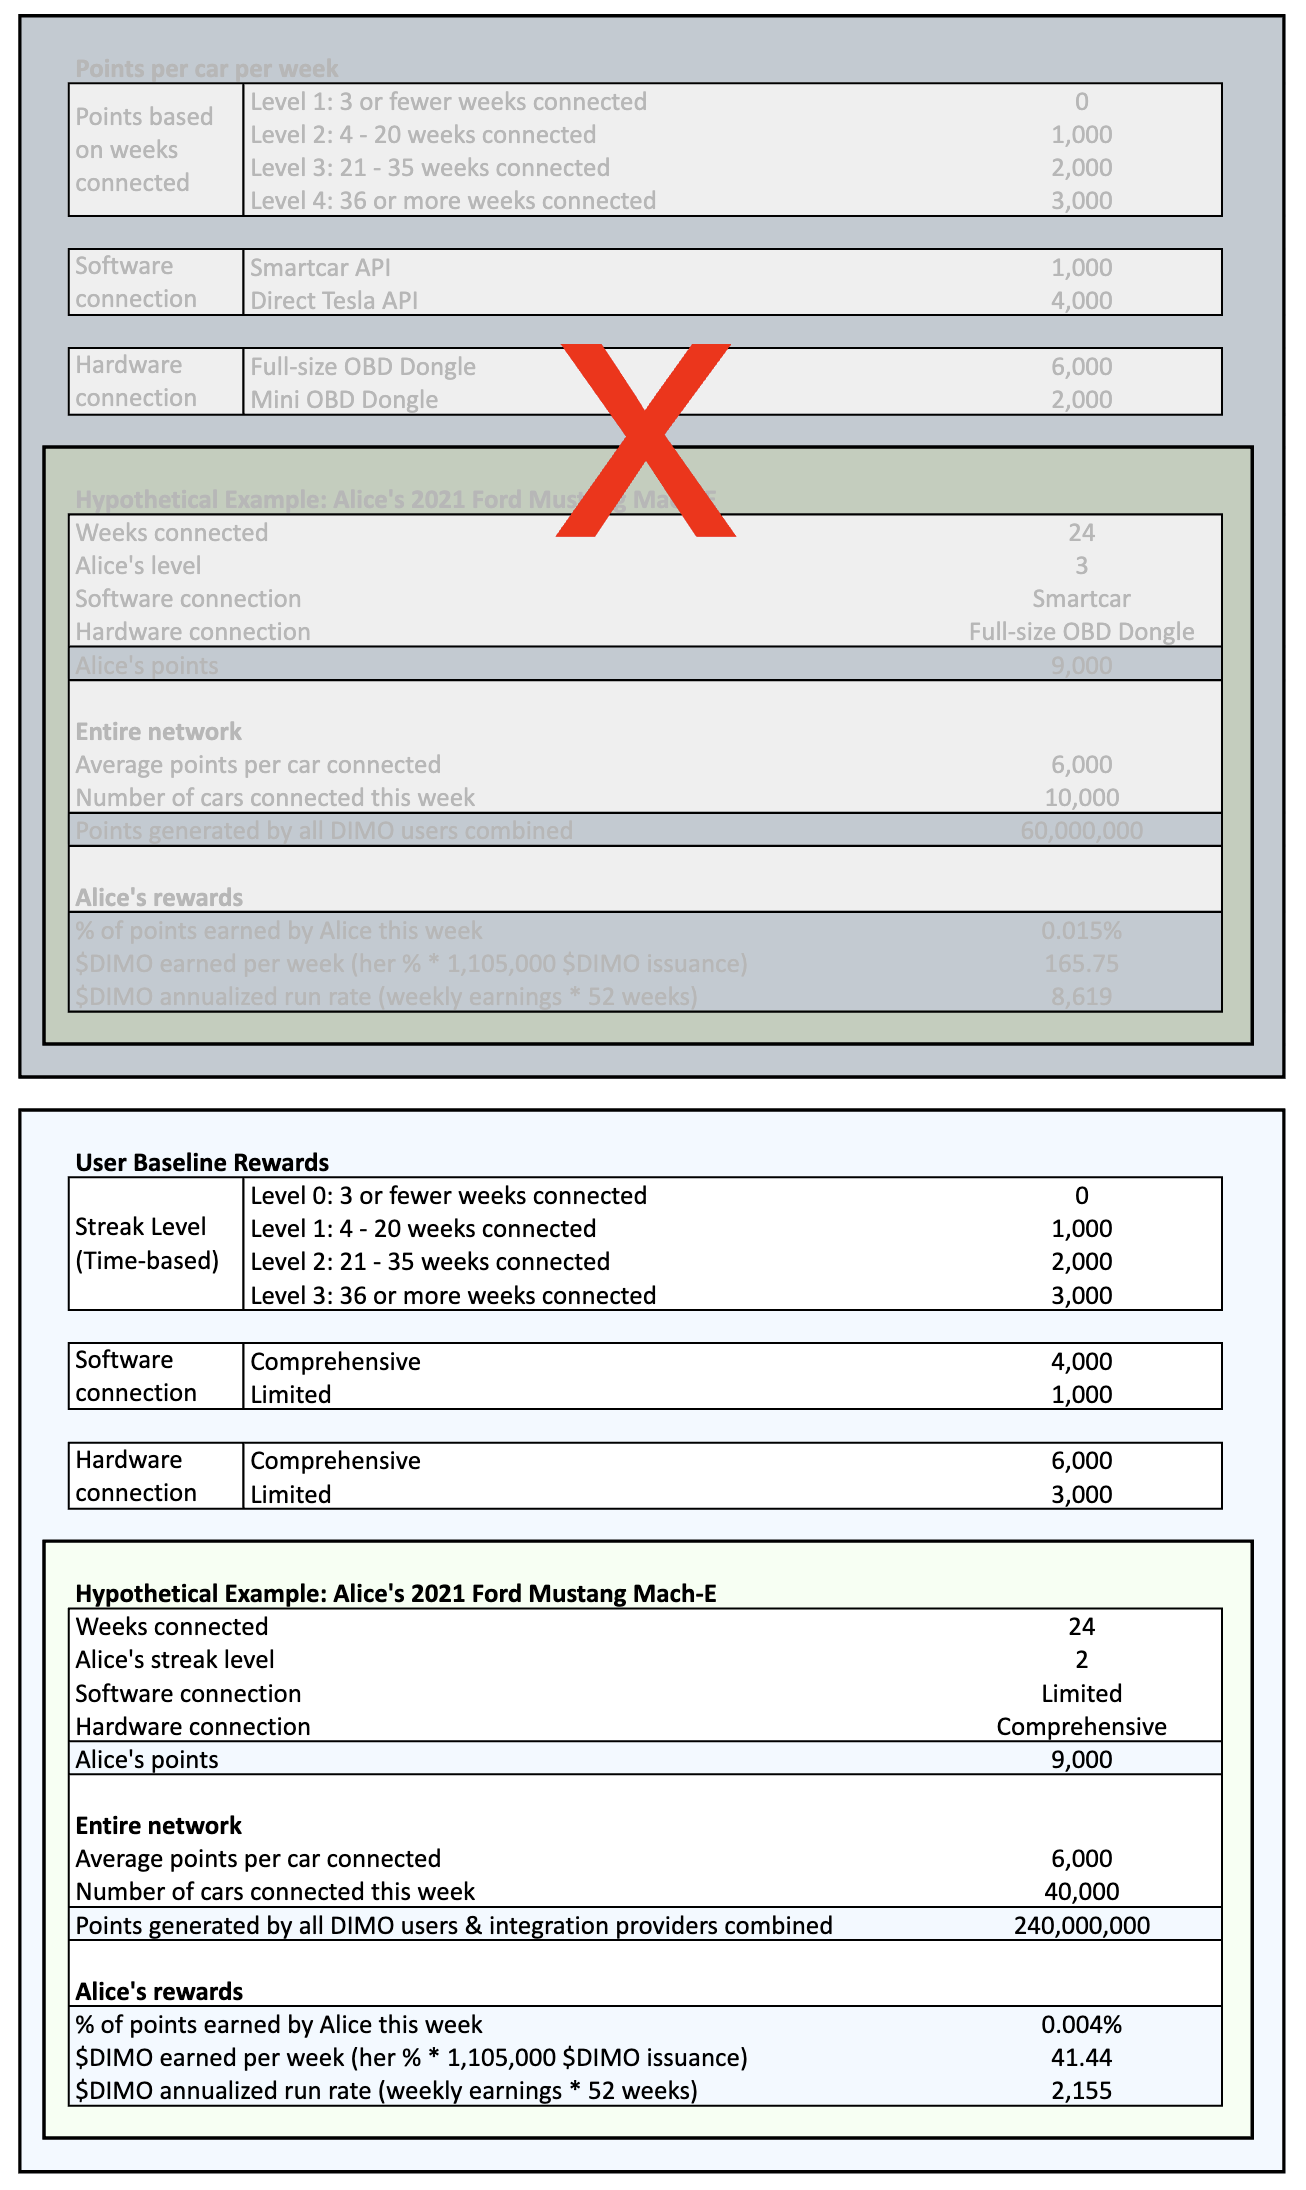 Points per car per week
Points based on weeks connected
Level 1: 3 or fewer weeks connected 0
Level 2: 4 - 20 weeks connected 1,000
Level 3: 21 - 35 weeks connected 2,000
Level 4: 36 or more weeks connected 3,000
Software connection
Smartcar API 1,000
Direct Tesla API 4,000
Hardware connection
Full-size OBD Dongle 6,000
Mini OBD Dongle 2,000
X
Hypothetical Example: Alice's 2021 Ford Mustang Mach-E
Weeks connected 24
Alice's level 3
Software connection Smartcar
Hardware connection Full-size OBD Dongle
Alice's points 9,000
Entire network
Average points per car connected 6,000
Number of cars connected this week 10,000
Points generated by all DIMO users combined 60,000,000
Alice's rewards
% of points earned by Alice this week 0.015%
$DIMO earned per week (her % * 1,105,000 $DIMO issuance) 165.75
$DIMO annualized run rate (weekly earnings * 52 weeks) 8,619
User Baseline Rewards
Streak Level (Time-based)
Level 0: 3 or fewer weeks connected 0
Level 1: 4 - 20 weeks connected 1,000
Level 2: 21 - 35 weeks connected 2,000
Level 3: 36 or more weeks connected 3,000
Software connection
Comprehensive 4,000
Limited 1,000
Hardware connection
Comprehensive 6,000
Limited 3,000
Hypothetical Example: Alice's 2021 Ford Mustang Mach-E
Weeks connected 24
Alice's streak level 2
Software connection Limited
Hardware connection Comprehensive
Alice's points 9,000
Entire network
Average points per car connected 6,000
Number of cars connected this week 40,000
Points generated by all DIMO users & integration providers combined 240,000,000
Alice's rewards
% of points earned by Alice this week 0.004%
$DIMO earned per week (her % * 1,105,000 $DIMO issuance) 41.44
$DIMO annualized run rate (weekly earnings * 52 weeks) 2,155